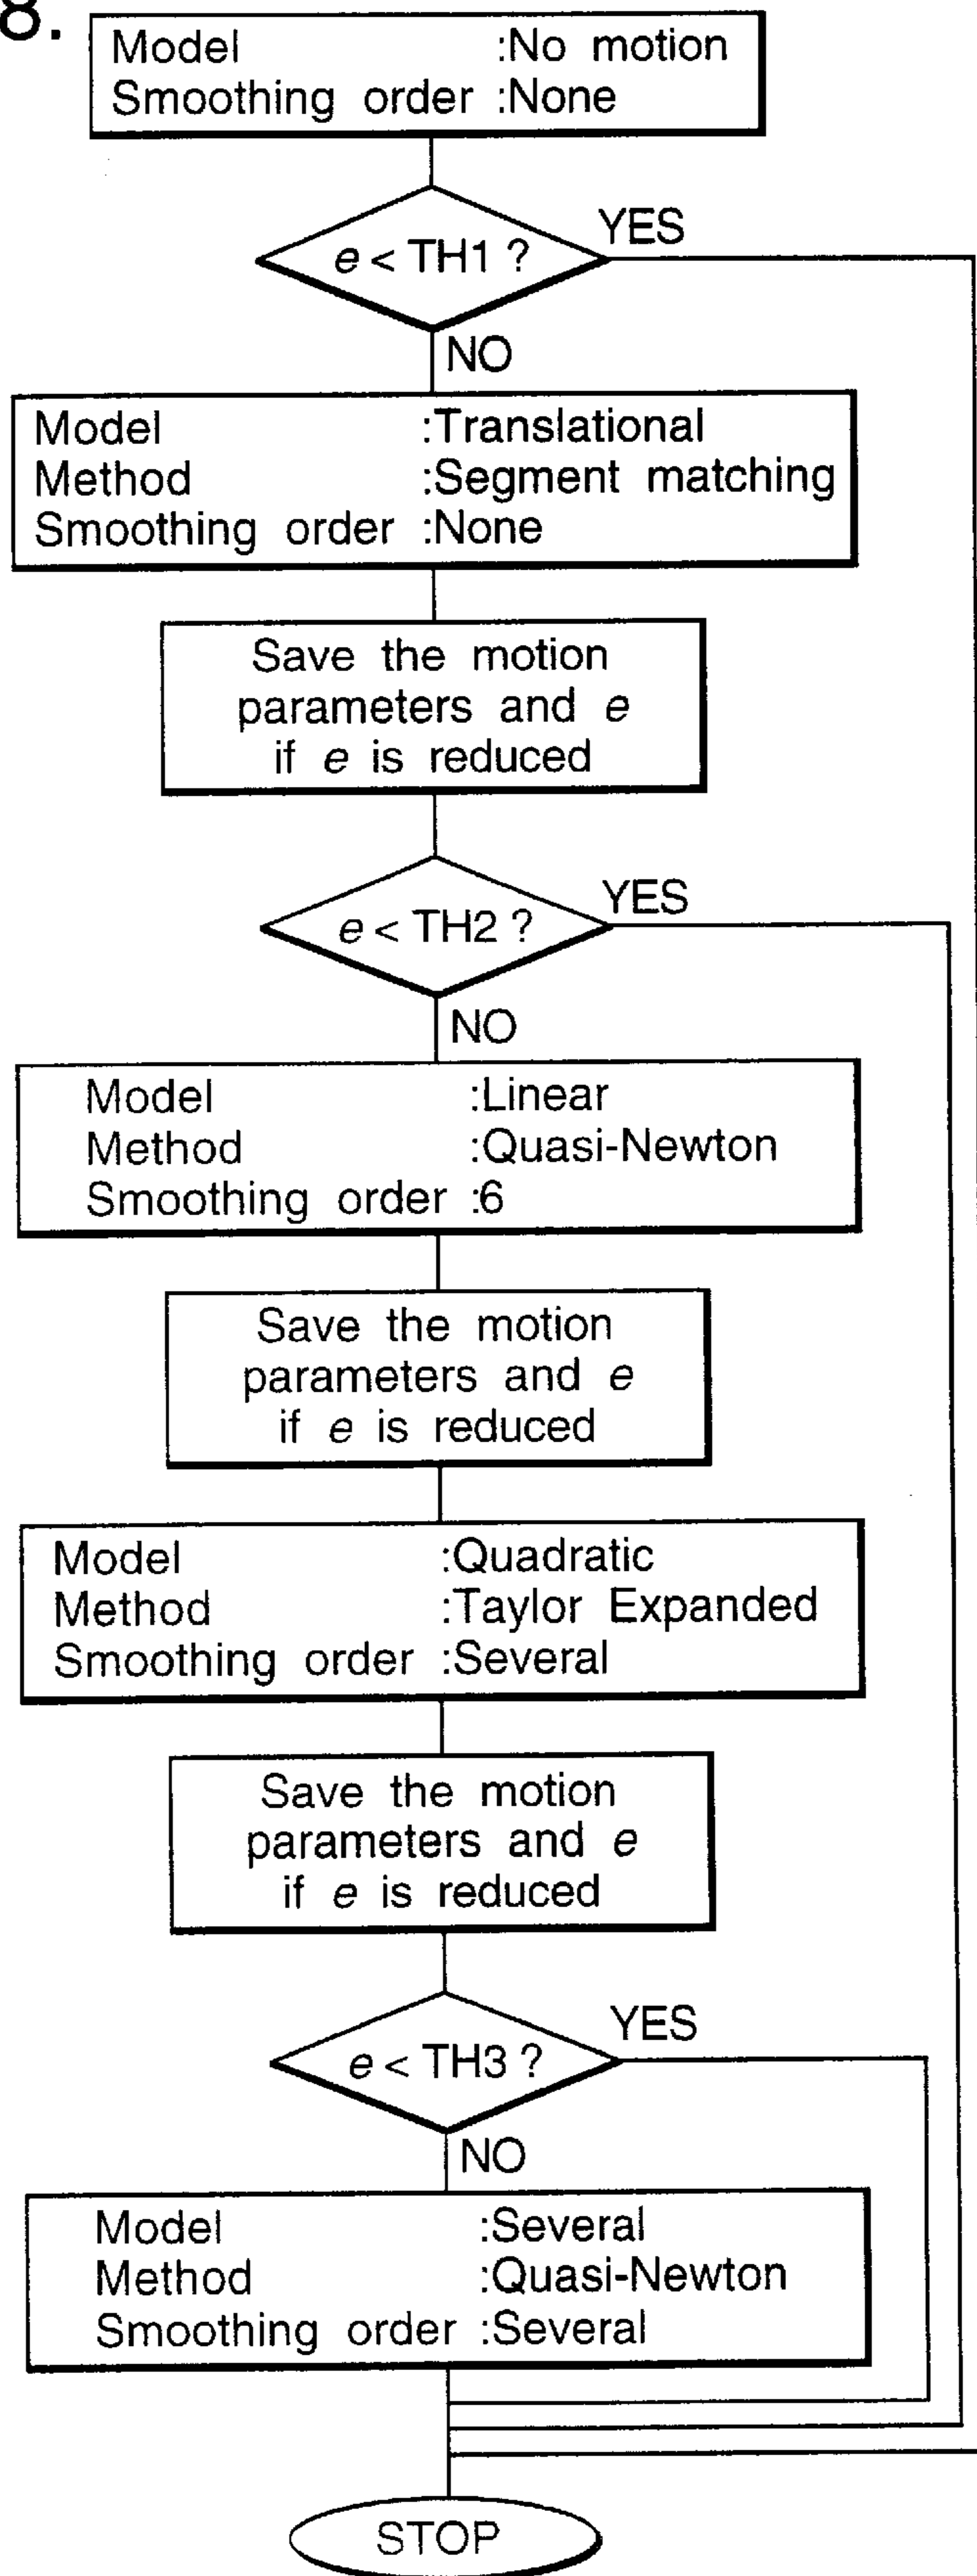 8.
Model :No motion
Smoothing order :None
e < TH1 ?
YES
NO
Model :Translational
Method :Segment matching
Smoothing order :None
Save the motion
parameters and e
if e is reduced
e < TH2 ?
YES
NO
Model :Linear
Method :Quasi-Newton
Smoothing order :6
Save the motion
parameters and e
if e is reduced
Model :Quadratic
Method :Taylor Expanded
Smoothing order :Several
Save the motion
parameters and e
if e is reduced
e < TH3 ?
YES
NO
Model :Several
Method :Quasi-Newton
Smoothing order :Several
STOP